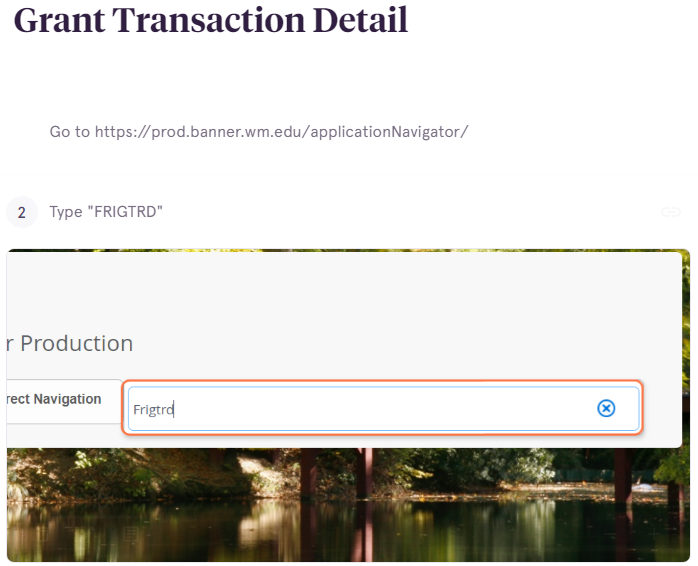 Grant Transaction Detail
Go to https://prod.banner.wm.edu/applicationNavigator/
2 Type "FRIGTRD"
r Production
rect Navigation
Frigtrd